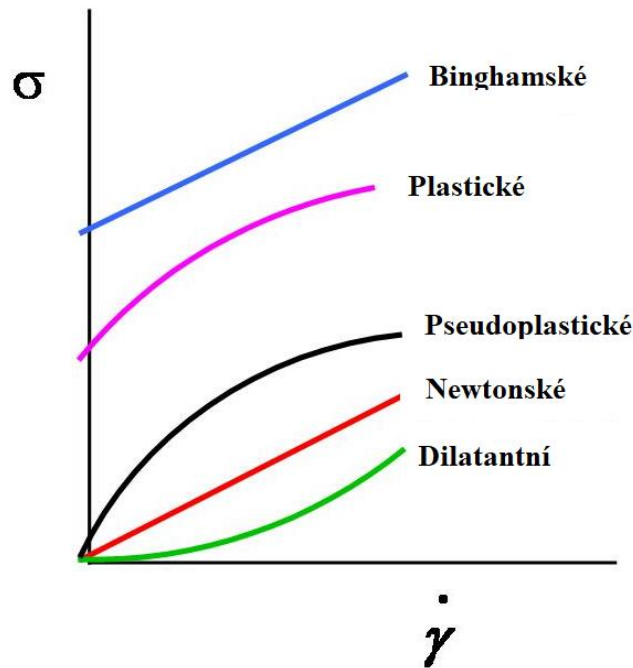 σ
Binghamské
Plastické
Pseudoplastické
Newtonské
Dilatantní
γ̇